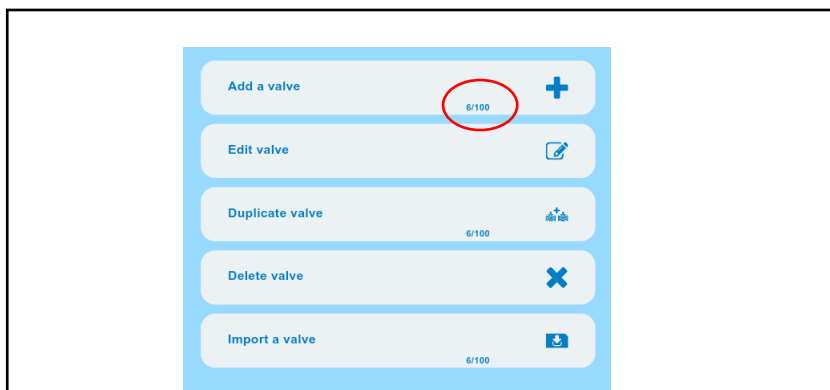 Add a valve
6/100
Edit valve
Duplicate valve
6/100
Delete valve
Import a valve
6/100